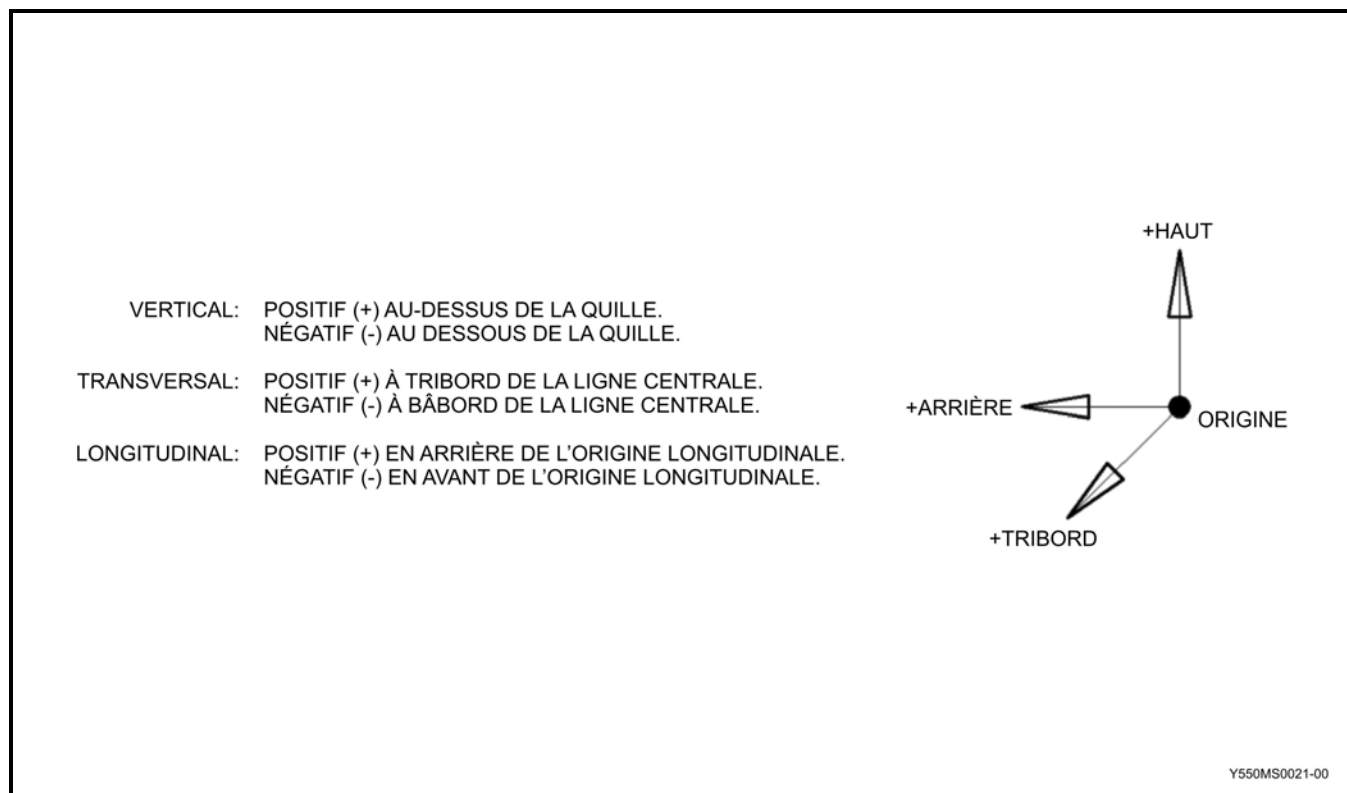 VERTICAL: POSITIF (+) AU-DESSUS DE LA QUILLE.
NÉGATIF (-) AU DESSOUS DE LA QUILLE.
TRANSVERSAL: POSITIF (+) À TRIBORD DE LA LIGNE CENTRALE.
NÉGATIF (-) À BÂBORD DE LA LIGNE CENTRALE.
LONGITUDINAL: POSITIF (+) EN ARRIÈRE DE L'ORIGINE LONGITUDINALE.
NÉGATIF (-) EN AVANT DE L'ORIGINE LONGITUDINALE.
+HAUT
+ARRIÈRE
ORIGINE
+TRIBORD
Y550MS0021-00